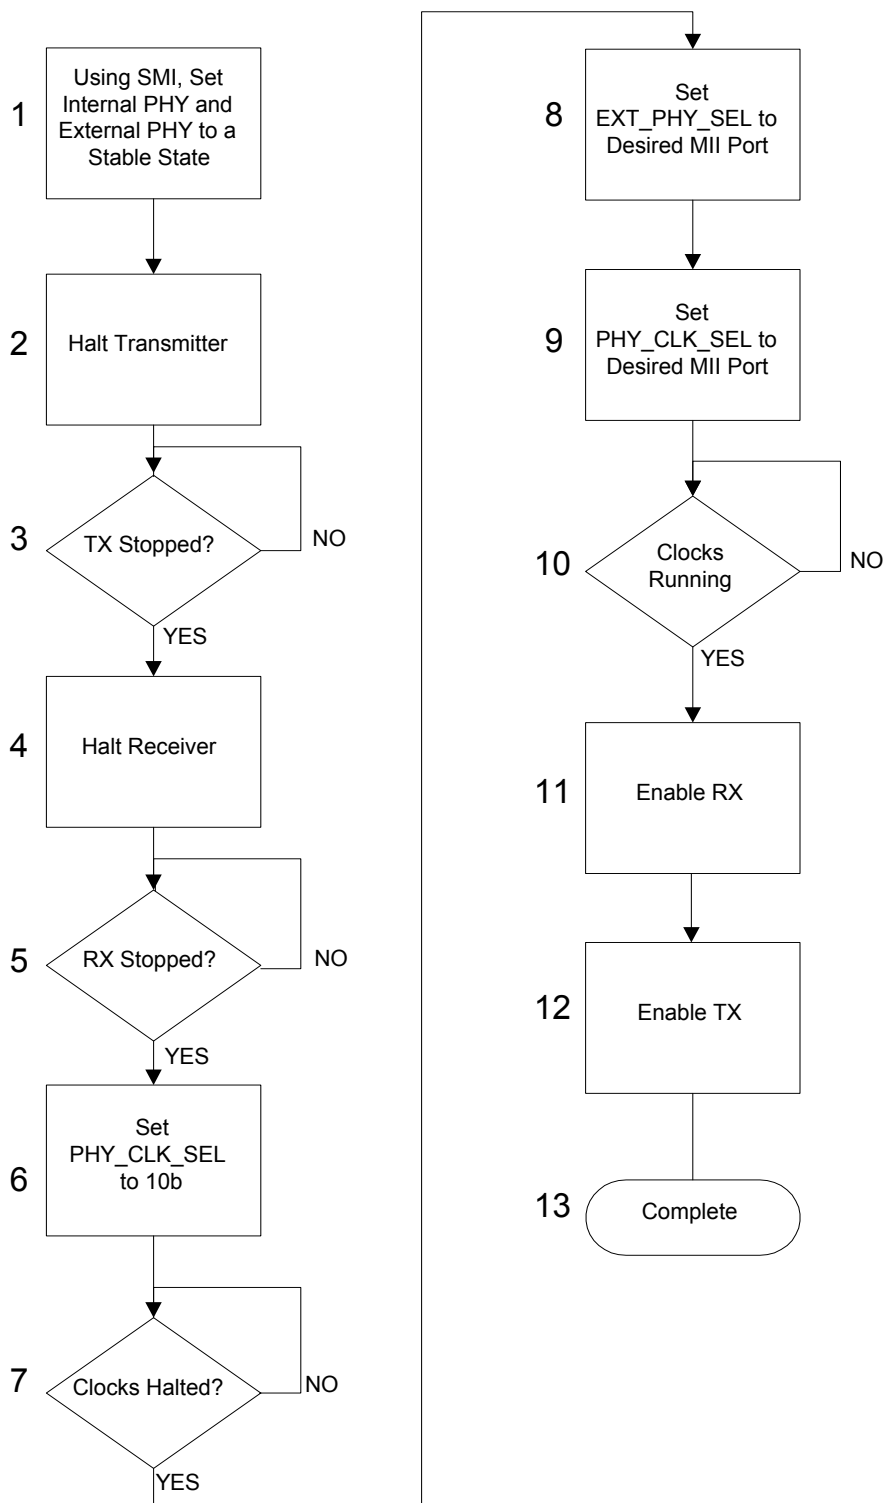 1
Using SMI, Set
Internal PHY and
External PHY to a
Stable State
2
Halt Transmitter
3
TX Stopped?
NO
YES
4
Halt Receiver
5
RX Stopped?
NO
YES
6
Set
PHY_CLK_SEL
to 10b
7
Clocks Halted?
NO
YES
8
Set
EXT_PHY_SEL to
Desired MII Port
9
Set
PHY_CLK_SEL to
Desired MII Port
10
Clocks
Running
NO
YES
11
Enable RX
12
Enable TX
13
Complete